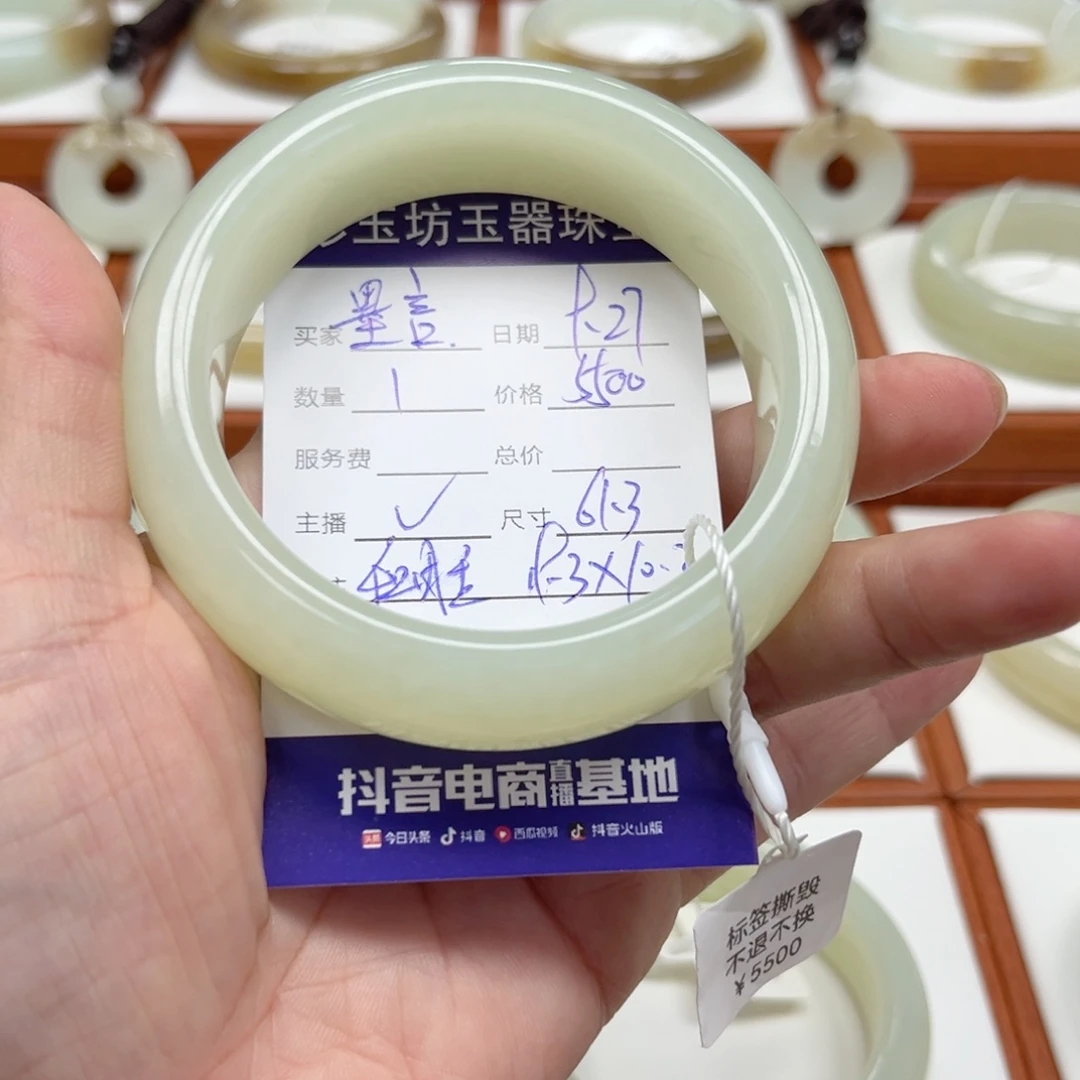 玉坊玉器珠
买家 墨言. 日期 8.27
数量 1 价格 5500
服务费 总价
主播 ✓ 尺寸 61.3
抖音电商直播基地
头条 今日头条 抖音 西瓜视频 抖音火山版
标签撕毁
不退不换
¥5500